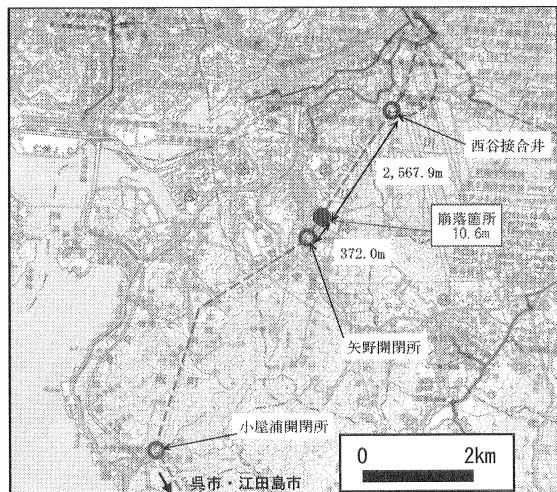 西谷接合井
2,567.9m
崩落箇所
10.6m
372.0m
矢野開閉所
小屋浦開閉所
0 2km
呉市・江田島市